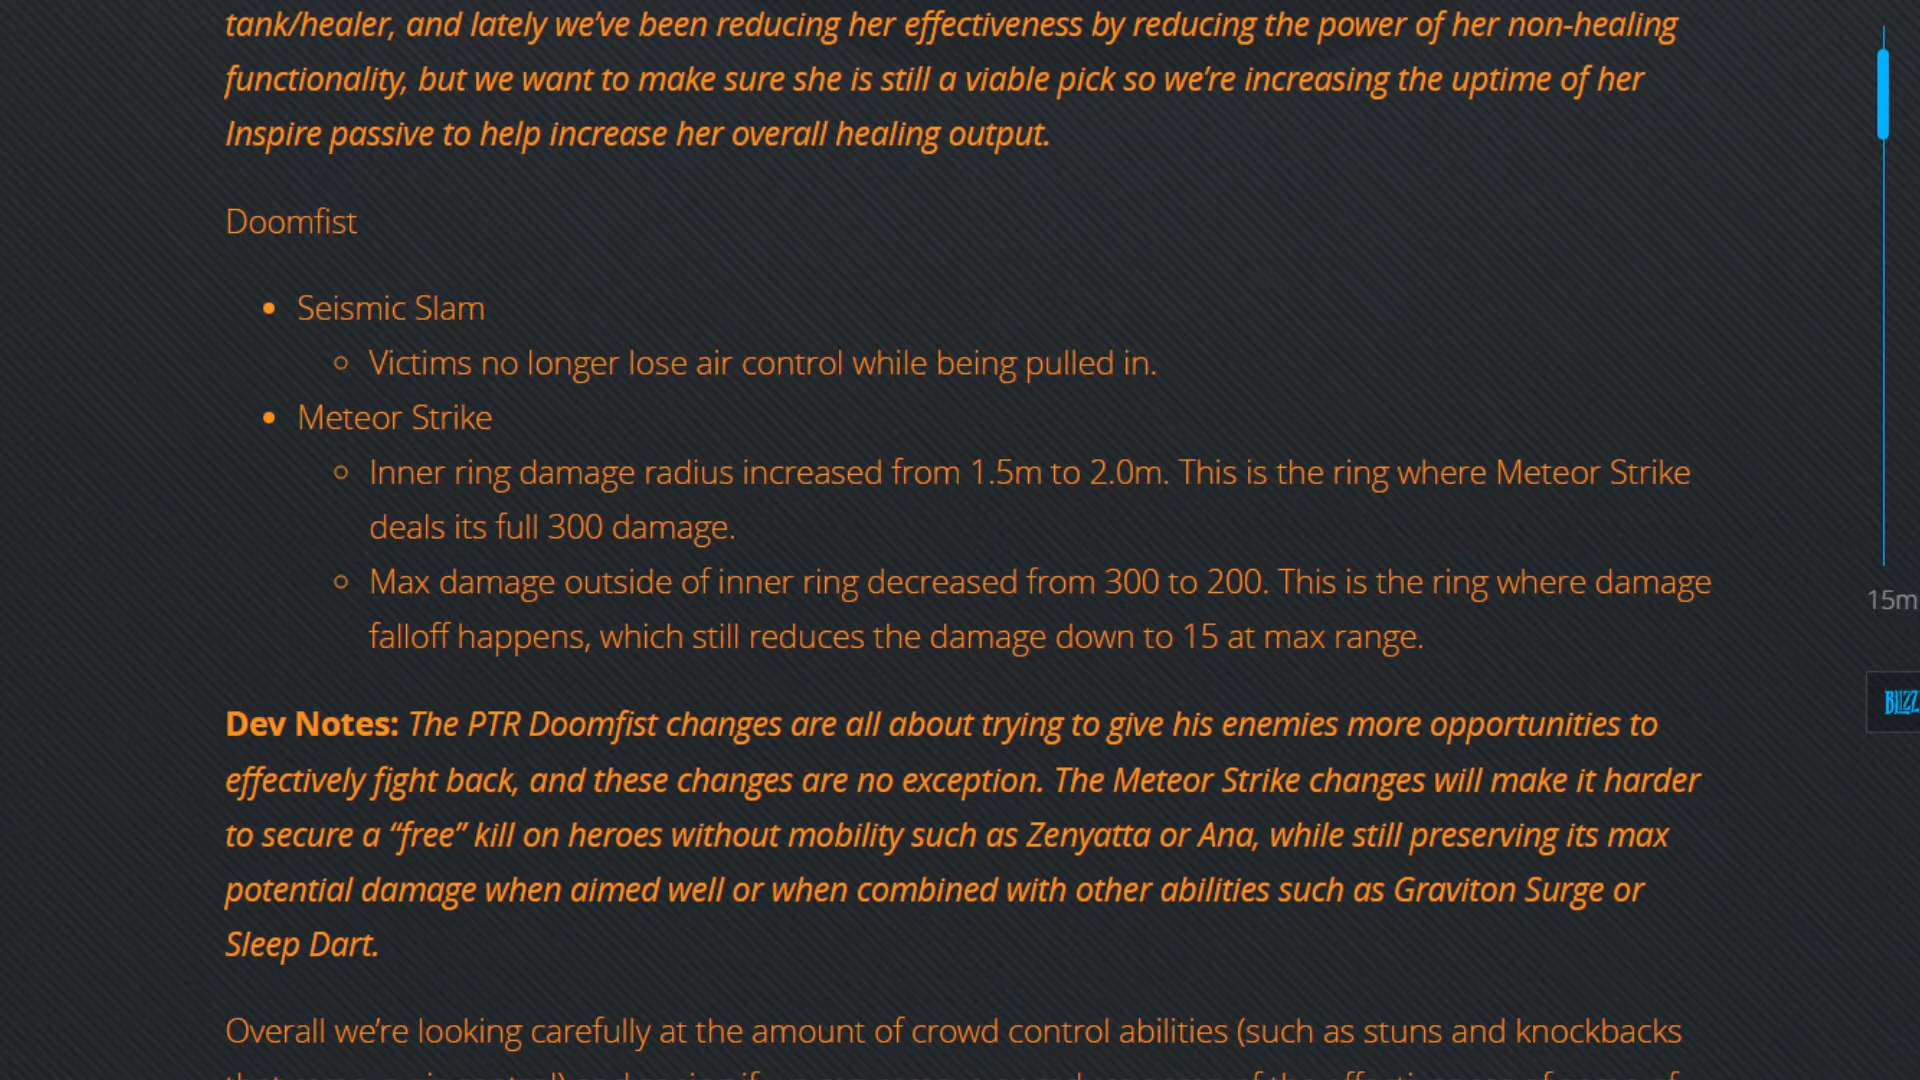 tank/healer, and lately we’ve been reducing her effectiveness by reducing the power of her non-healing
functionality, but we want to make sure she is still a viable pick so we’re increasing the uptime of her
Inspire passive to help increase her overall healing output.
Doomfist
• Seismic Slam
○ Victims no longer lose air control while being pulled in.
• Meteor Strike
○ Inner ring damage radius increased from 1.5m to 2.0m. This is the ring where Meteor Strike
deals its full 300 damage.
○ Max damage outside of inner ring decreased from 300 to 200. This is the ring where damage
falloff happens, which still reduces the damage down to 15 at max range.
Dev Notes: The PTR Doomfist changes are all about trying to give his enemies more opportunities to
effectively fight back, and these changes are no exception. The Meteor Strike changes will make it harder
to secure a “free” kill on heroes without mobility such as Zenyatta or Ana, while still preserving its max
potential damage when aimed well or when combined with other abilities such as Graviton Surge or
Sleep Dart.
Overall we’re looking carefully at the amount of crowd control abilities (such as stuns and knockbacks
15m
BLIZZ